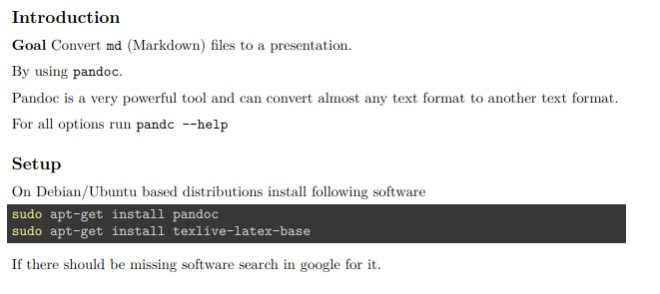 Introduction
Goal Convert md (Markdown) files to a presentation.
By using pandoc.
Pandoc is a very powerful tool and can convert almost any text format to another text format.
For all options run pandc --help
Setup
On Debian/Ubuntu based distributions install following software
sudo apt-get install pandoc
sudo apt-get install texlive-latex-base
If there should be missing software search in google for it.